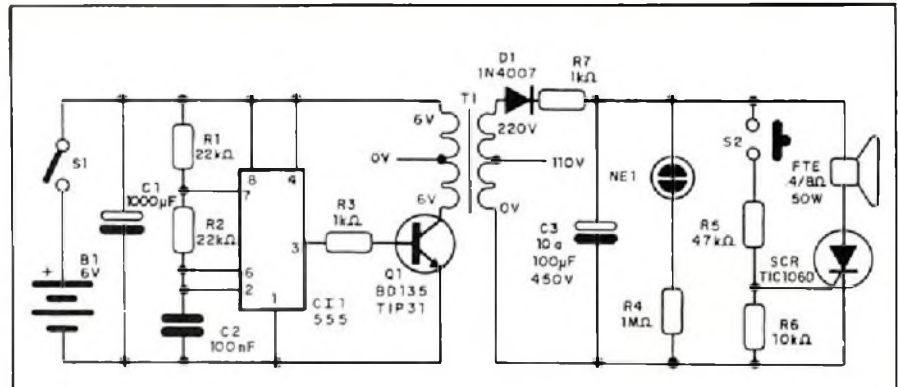 S1
B1
6V
+
C1
1000µF
R1
22kΩ
R2
22kΩ
C2
100nF
8
4
7
6
2
3
1
CI1
555
R3
1kΩ
Q1
BD135
TIP31
T1
6V
0V
6V
220V
110V
0V
D1
1N4007
R7
1kΩ
C3
10a
100µF
450V
NE1
R4
1MΩ
S2
R5
47kΩ
R6
10kΩ
FTE
4/8Ω
50W
SCR
TIC106D